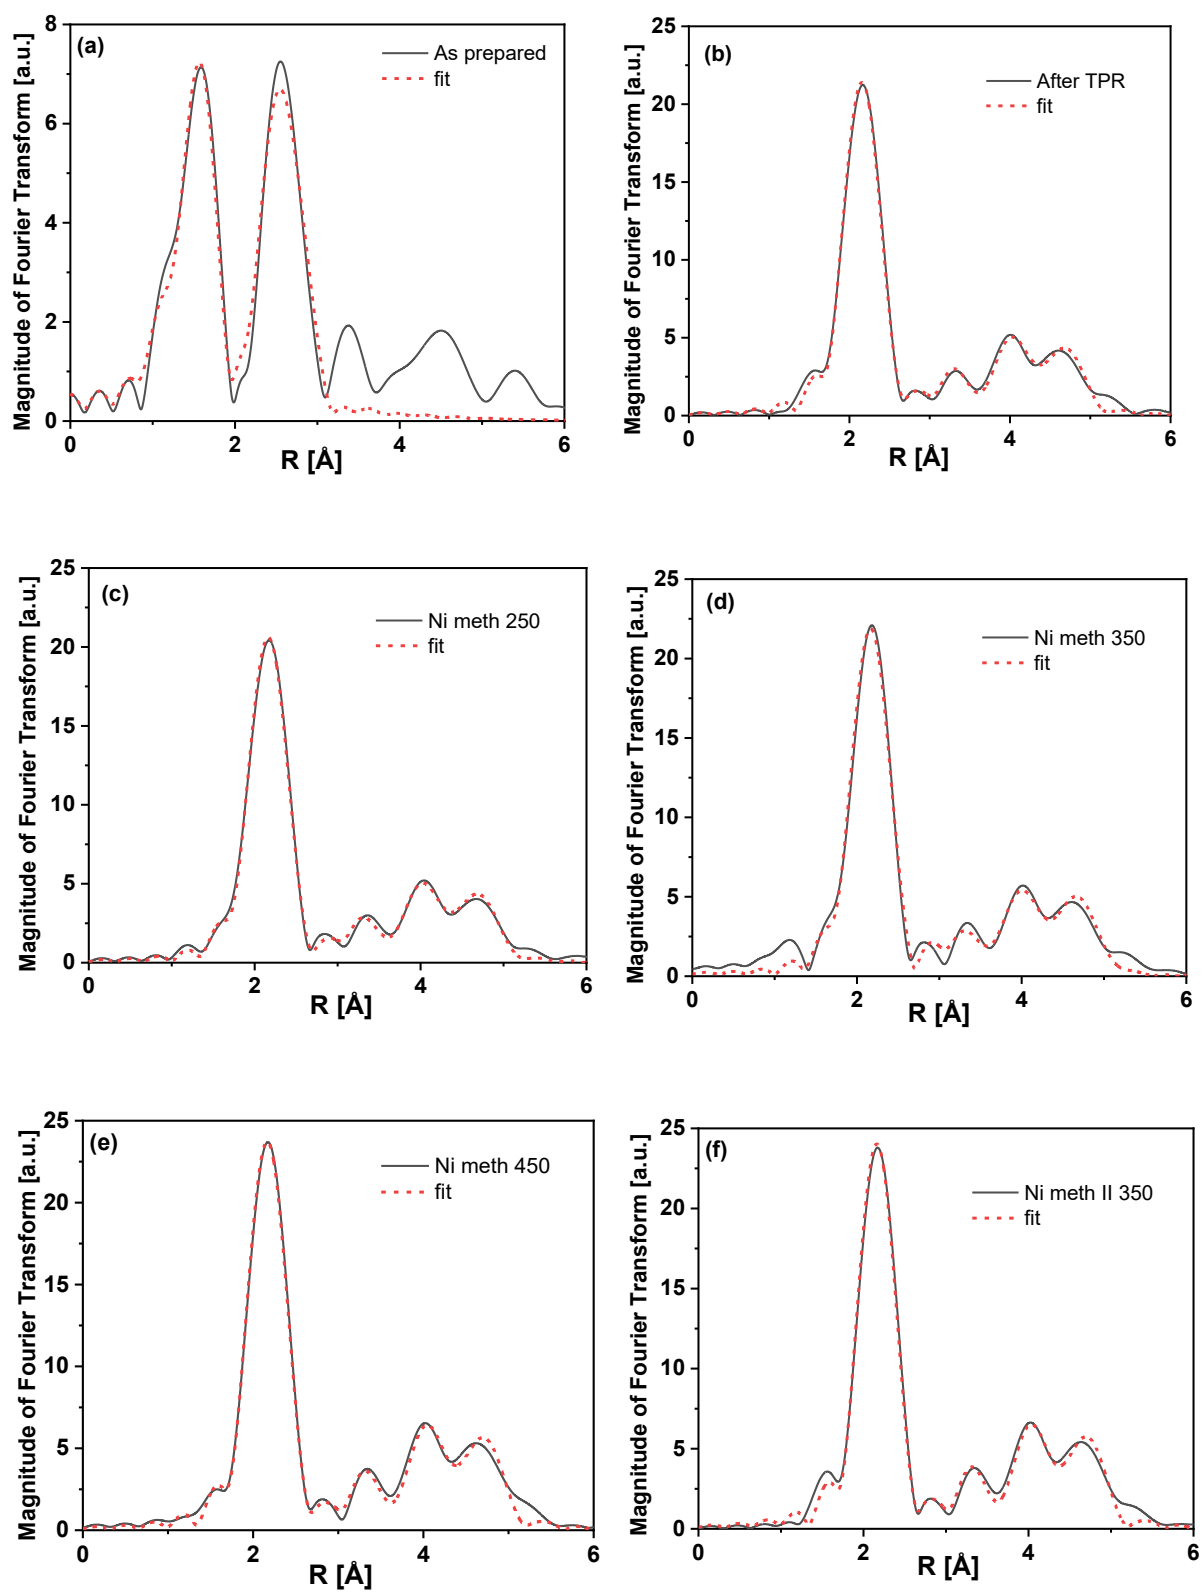 (a)
As prepared
fit
Magnitude of Fourier Transform [a.u.]
8
6
4
2
0
0 2 4 6
R [Å]
(b)
After TPR
fit
Magnitude of Fourier Transform [a.u.]
25
20
15
10
5
0
0 2 4 6
R [Å]
(c)
Ni meth 250
fit
Magnitude of Fourier Transform [a.u.]
25
20
15
10
5
0
0 2 4 6
R [Å]
(d)
Ni meth 350
fit
Magnitude of Fourier Transform [a.u.]
25
20
15
10
5
0
0 2 4 6
R [Å]
(e)
Ni meth 450
fit
Magnitude of Fourier Transform [a.u.]
25
20
15
10
5
0
0 2 4 6
R [Å]
(f)
Ni meth II 350
fit
Magnitude of Fourier Transform [a.u.]
25
20
15
10
5
0
0 2 4 6
R [Å]